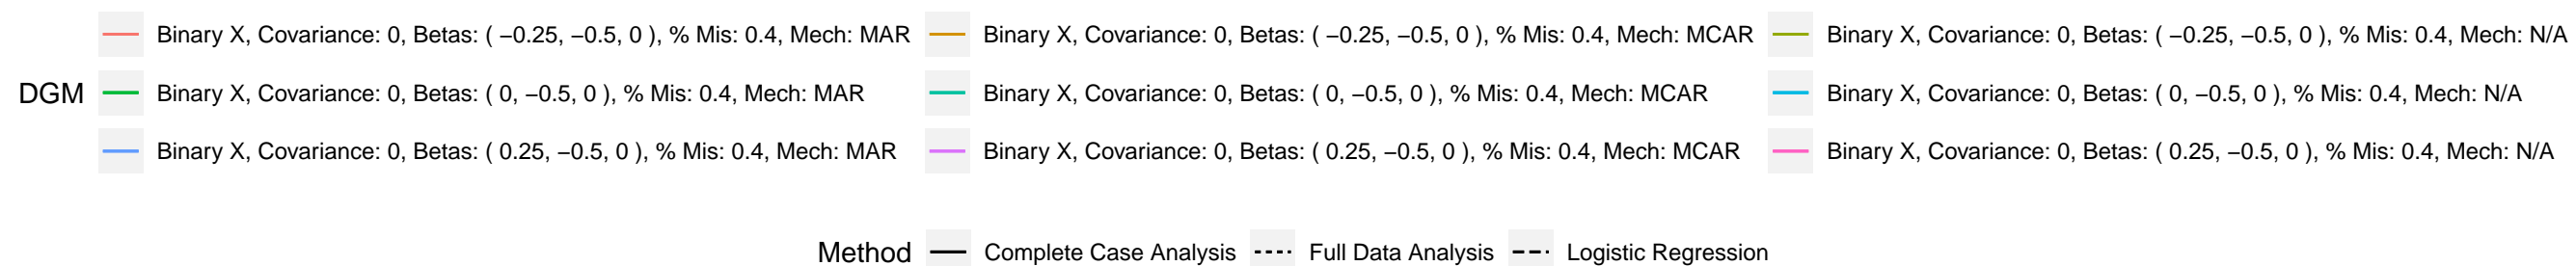 Binary X, Covariance: 0, Betas: ( −0.25, −0.5, 0 ), % Mis: 0.4, Mech: MAR Binary X, Covariance: 0, Betas: ( −0.25, −0.5, 0 ), % Mis: 0.4, Mech: MCAR Binary X, Covariance: 0, Betas: ( −0.25, −0.5, 0 ), % Mis: 0.4, Mech: N/A
DGM Binary X, Covariance: 0, Betas: ( 0, −0.5, 0 ), % Mis: 0.4, Mech: MAR Binary X, Covariance: 0, Betas: ( 0, −0.5, 0 ), % Mis: 0.4, Mech: MCAR Binary X, Covariance: 0, Betas: ( 0, −0.5, 0 ), % Mis: 0.4, Mech: N/A
Binary X, Covariance: 0, Betas: ( 0.25, −0.5, 0 ), % Mis: 0.4, Mech: MAR Binary X, Covariance: 0, Betas: ( 0.25, −0.5, 0 ), % Mis: 0.4, Mech: MCAR Binary X, Covariance: 0, Betas: ( 0.25, −0.5, 0 ), % Mis: 0.4, Mech: N/A
Method Complete Case Analysis Full Data Analysis Logistic Regression